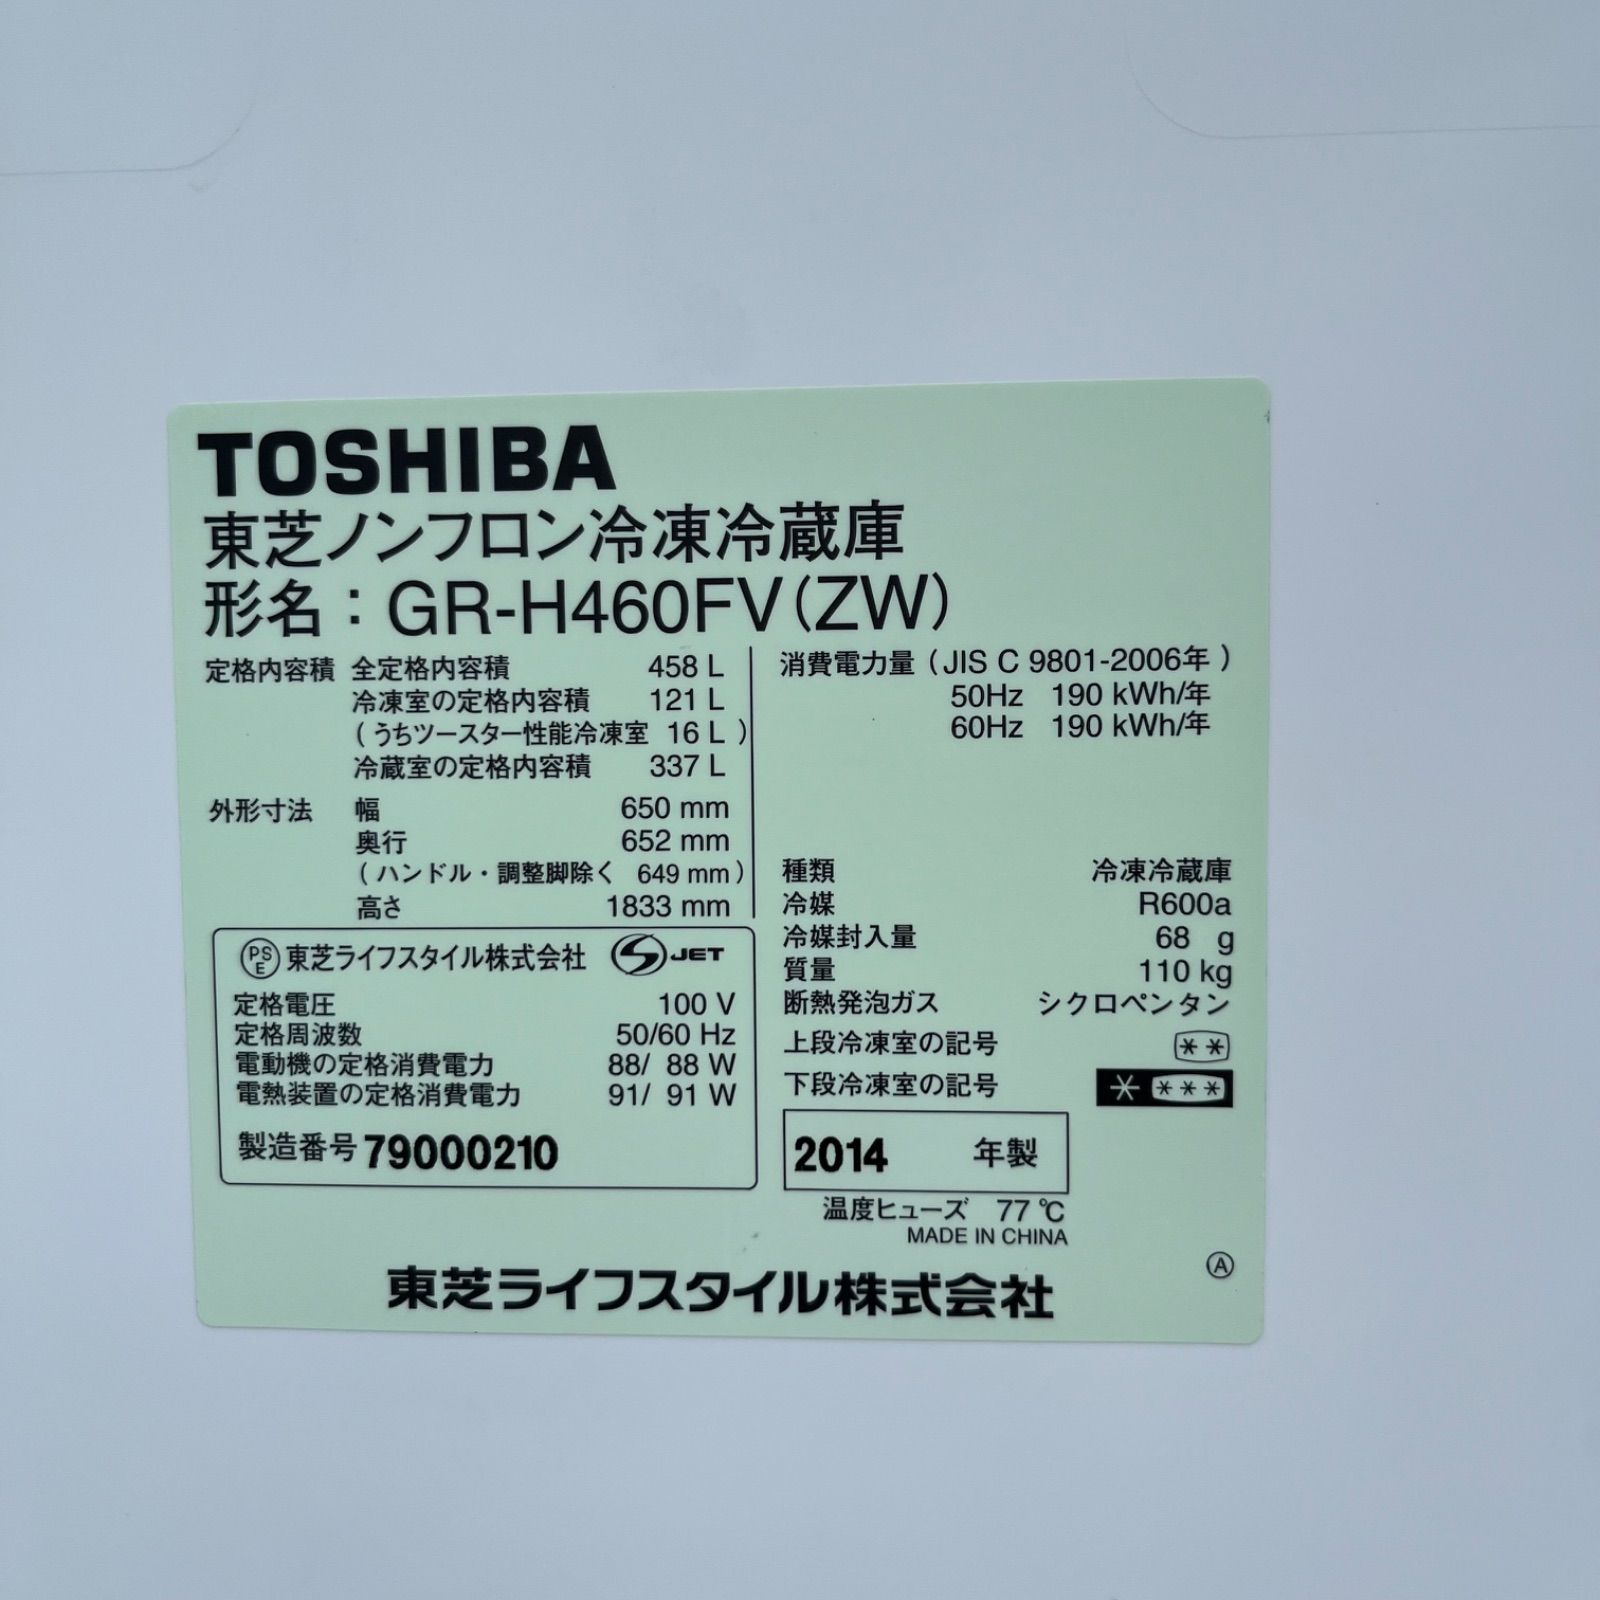 TOSHIBA
東芝ノンフロン冷凍冷蔵庫
形名：GR-H460FV(ZW)
定格内容積 全定格内容積 458 L
冷凍室の定格内容積 121 L
(うちツースター性能冷凍室 16 L)
冷蔵室の定格内容積 337 L
外形寸法 幅 650 mm
奥行 652 mm
(ハンドル・調整脚除く 649 mm)
高さ 1833 mm
消費電力量 (JIS C 9801-2006年)
50Hz 190 kWh/年
60Hz 190 kWh/年
種類 冷凍冷蔵庫
冷媒 R600a
冷媒封入量 68 g
質量 110 kg
断熱発泡ガス シクロペンタン
上段冷凍室の記号 **
下段冷凍室の記号 * ***
PSE 東芝ライフスタイル株式会社 S JET
定格電圧 100 V
定格周波数 50/60 Hz
電動機の定格消費電力 88/ 88 W
電熱装置の定格消費電力 91/ 91 W
製造番号 79000210
2014 年製
温度ヒューズ 77 ℃
MADE IN CHINA
Ⓐ
東芝ライフスタイル株式会社